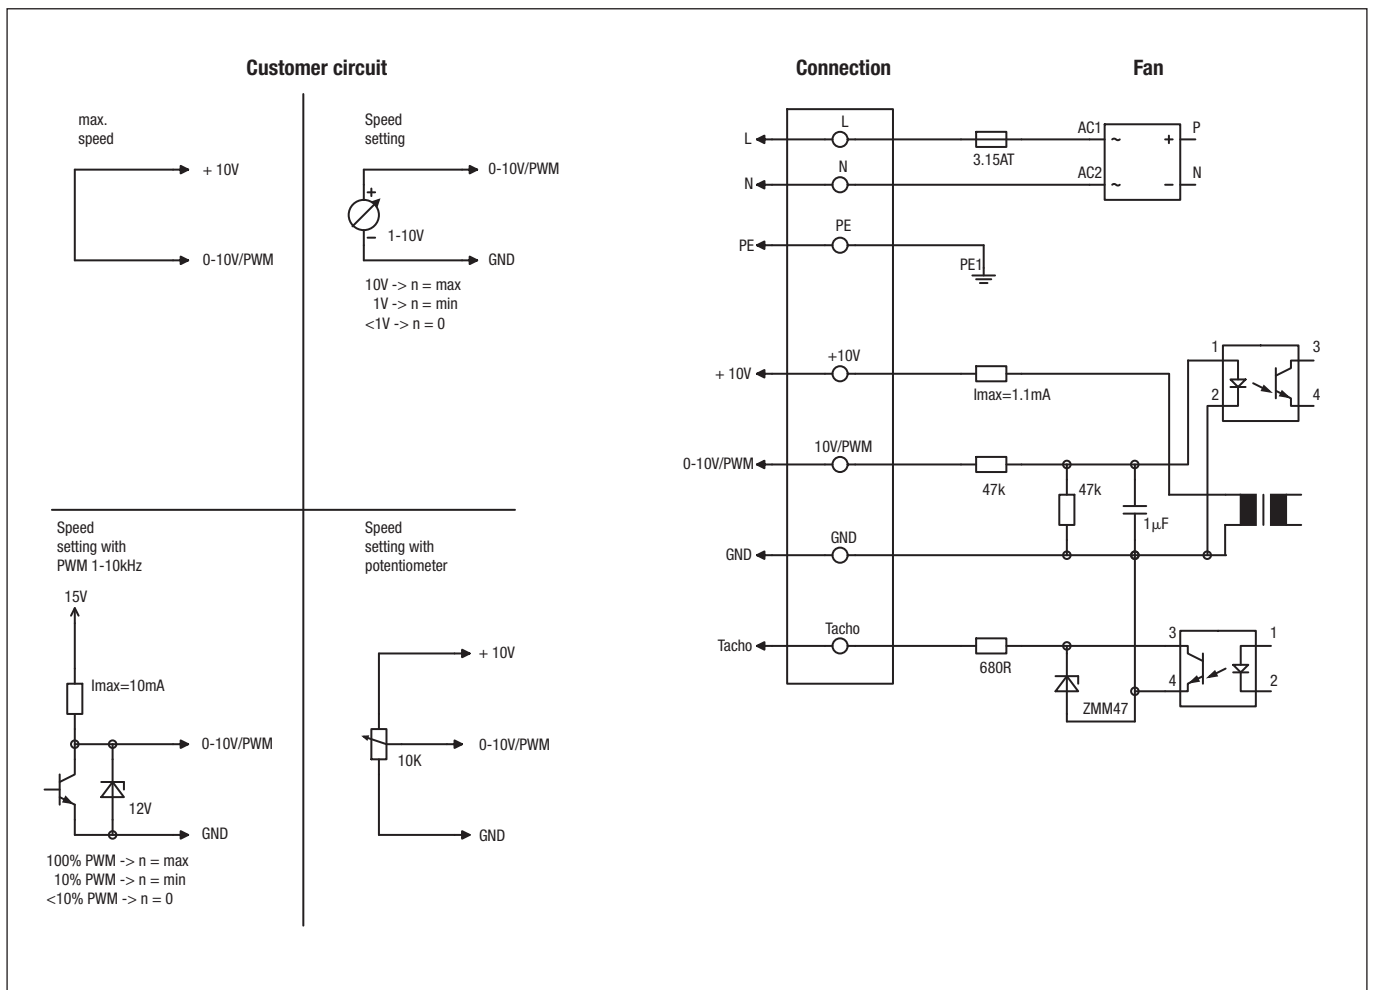 Customer circuit
Connection
Fan
max.
speed
+ 10V
0-10V/PWM
Speed
setting
0-10V/PWM
+
−
1-10V
GND
10V -> n = max
1V -> n = min
<1V -> n = 0
Speed
setting with
PWM 1-10kHz
15V
Imax=10mA
0-10V/PWM
12V
GND
100% PWM -> n = max
10% PWM -> n = min
<10% PWM -> n = 0
Speed
setting with
potentiometer
+ 10V
0-10V/PWM
10K
GND
L
L
3.15AT
AC1
~
+
P
N
N
AC2
~
−
N
PE
PE
PE1
+ 10V
+10V
Imax=1.1mA
1
3
2
4
0-10V/PWM
10V/PWM
47k
47k
1µF
GND
GND
Tacho
Tacho
680R
ZMM47
3
1
4
2